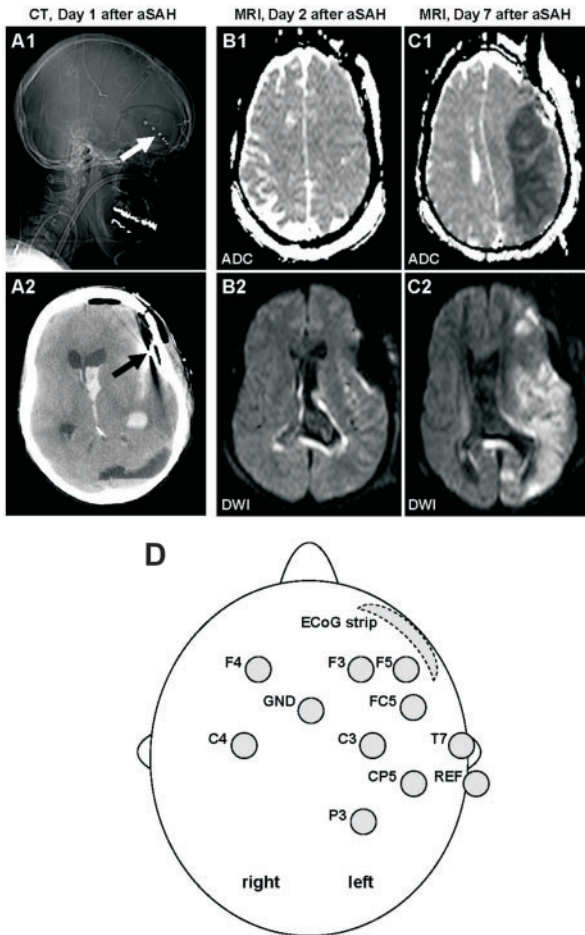 CT, Day 1 after aSAH MRI, Day 2 after aSAH MRI, Day 7 after aSAH
A1 B1 C1
ADC ADC
A2 B2 C2
DWI DWI
D
ECoG strip
F4 F3 F5
GND FC5
C4 C3 T7
CP5 REF
P3
right left